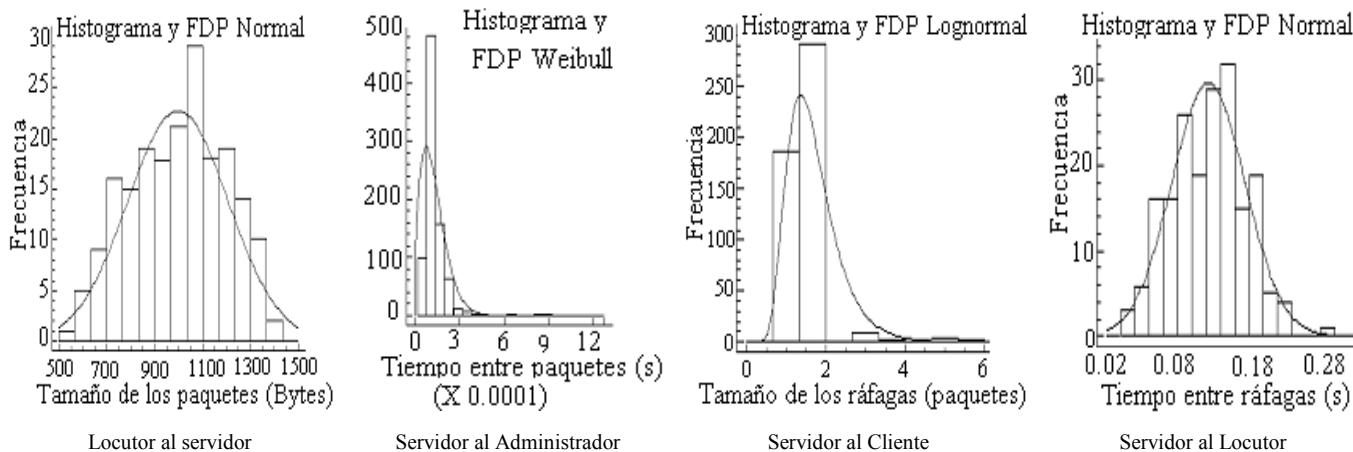 Histograma y FDP Normal
30
25
20
15
10
5
0
Frecuencia
500 700 900 1100 1300 1500
Tamaño de los paquetes (Bytes)
Locutor al servidor
Histograma y
FDP Weibull
500
400
300
200
100
0
0 3 6 9 12
Tiempo entre paquetes (s)
(X 0.0001)
Servidor al Administrador
Histograma y FDP Lognormal
300
250
200
150
100
50
0
Frecuencia
0 2 4 6
Tamaño de los ráfagas (paquetes)
Servidor al Cliente
Histograma y FDP Normal
30
20
10
0
Frecuencia
0.02 0.08 0.18 0.28
Tiempo entre ráfagas (s)
Servidor al Locutor